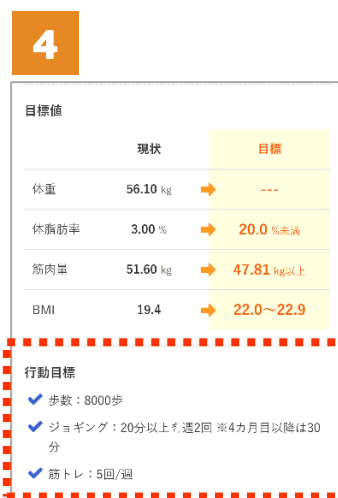 4
目標値
現状 目標
体重 56.10 kg ---
体脂肪率 3.00 % 20.0 %未満
筋肉量 51.60 kg 47.81 kg以上
BMI 19.4 22.0〜22.9
行動目標
歩数：8000歩
ジョギング：20分以上を週2回 ※4カ月目以降は30
分
筋トレ：5回/週